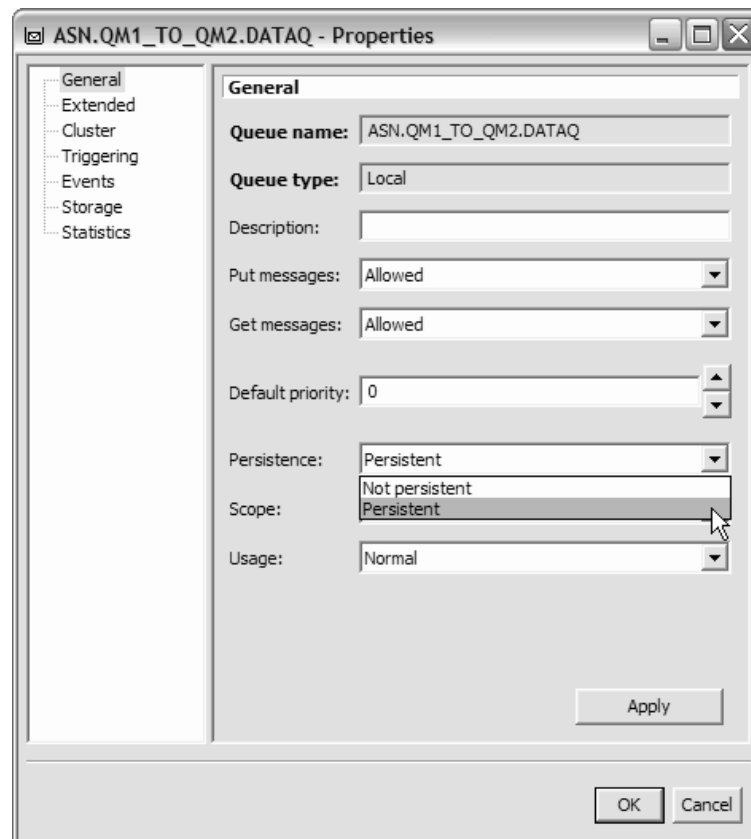 ASN.QM1_TO_QM2.DATAQ - Properties
General
Extended
Cluster
Triggering
Events
Storage
Statistics
General
Queue name: ASN.QM1_TO_QM2.DATAQ
Queue type: Local
Description:
Put messages: Allowed
Get messages: Allowed
Default priority: 0
Persistence: Persistent
Not persistent
Scope: Persistent
Usage: Normal
Apply
OK Cancel